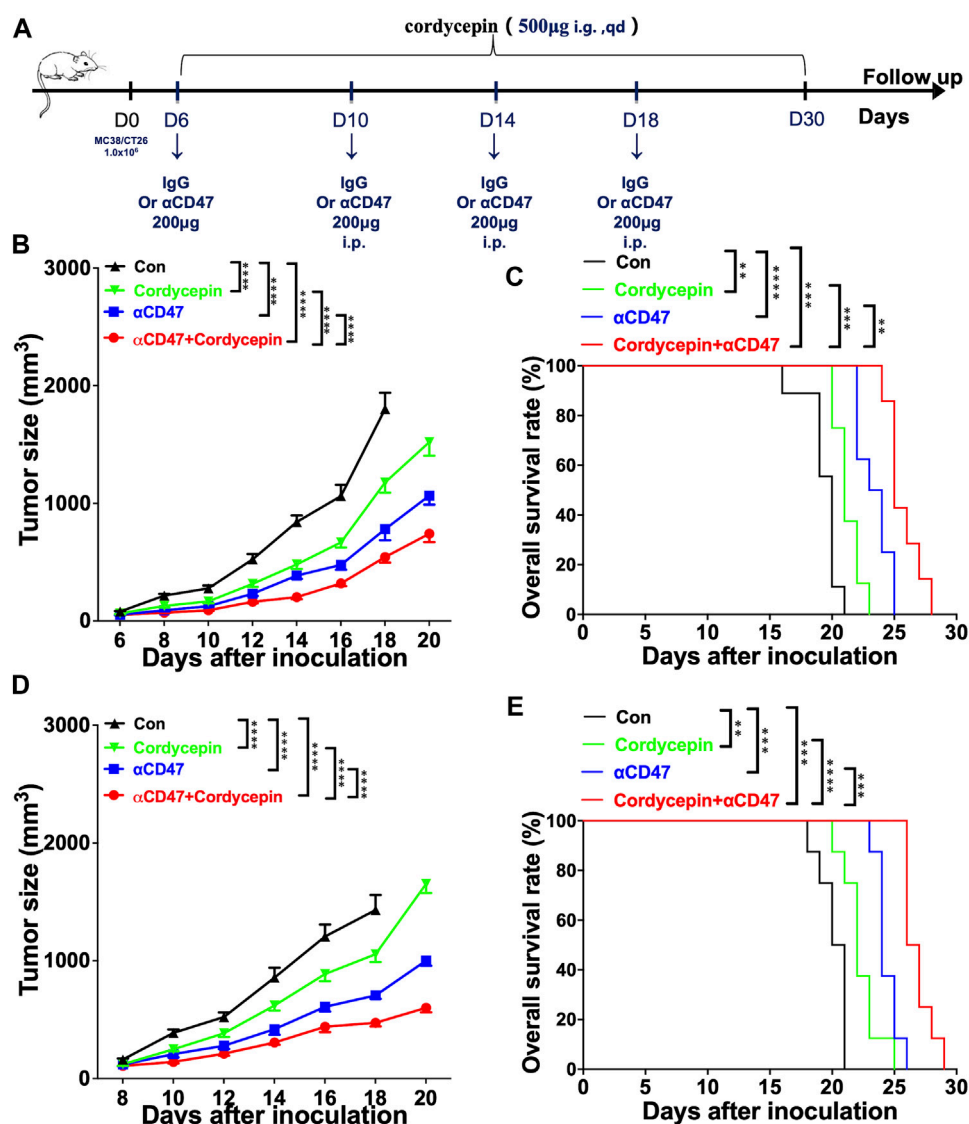 A
cordycepin ( 500μg i.g. ,qd )
Follow up
D0 D6 D10 D14 D18 D30 Days
MC38/CT26
1.0x10⁶
IgG IgG IgG IgG
Or αCD47 Or αCD47 Or αCD47 Or αCD47
200μg 200μg 200μg 200μg
i.p. i.p. i.p.
B
Tumor size (mm³)
3000
2000
1000
0
Con
Cordycepin
αCD47
αCD47+Cordycepin
**** **** **** **** ****
6 8 10 12 14 16 18 20
Days after inoculation
C
Con
Cordycepin
αCD47
Cordycepin+αCD47
** **** *** *** **
Overall survival rate (%)
100
80
60
40
20
0
0 5 10 15 20 25 30
Days after inoculation
D
Tumor size (mm³)
3000
2000
1000
0
Con
Cordycepin
αCD47
αCD47+Cordycepin
**** **** **** **** ****
8 10 12 14 16 18 20
Days after inoculation
E
Con
Cordycepin
αCD47
Cordycepin+αCD47
** *** *** **** ***
Overall survival rate (%)
100
80
60
40
20
0
0 5 10 15 20 25 30
Days after inoculation